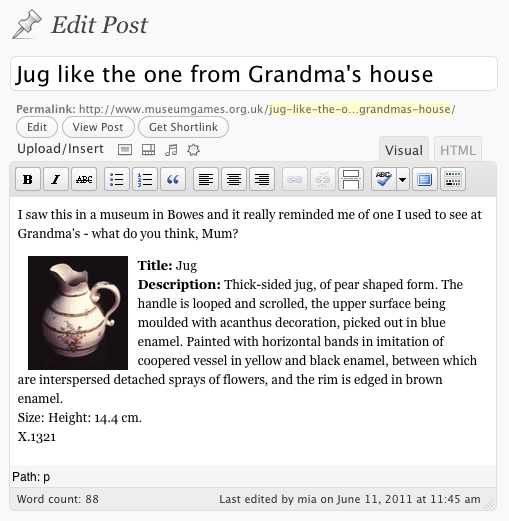 Edit Post
Jug like the one from Grandma's house
Permalink: http://www.museumgames.org.uk/jug-like-the-o…grandmas-house/
Edit View Post Get Shortlink
Upload/Insert
Visual HTML
B I ABC ABC
I saw this in a museum in Bowes and it really reminded me of one I used to see at
Grandma's - what do you think, Mum?
Title: Jug
Description: Thick-sided jug, of pear shaped form. The
handle is looped and scrolled, the upper surface being
moulded with acanthus decoration, picked out in blue
enamel. Painted with horizontal bands in imitation of
coopered vessel in yellow and black enamel, between which
are interspersed detached sprays of flowers, and the rim is edged in brown
enamel.
Size: Height: 14.4 cm.
X.1321
Path: p
Word count: 88 Last edited by mia on June 11, 2011 at 11:45 am